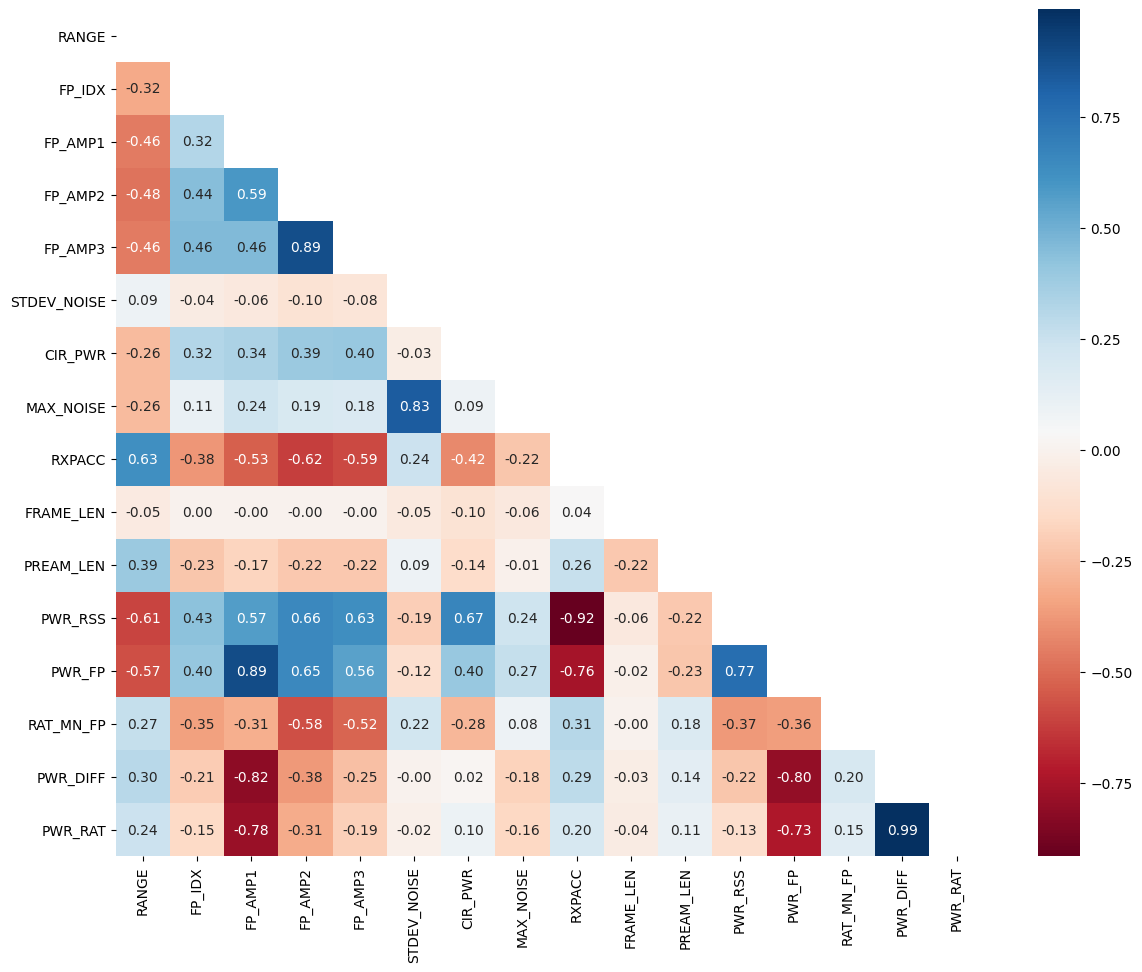 RANGE
FP_IDX -0.32
FP_AMP1 -0.46 0.32
FP_AMP2 -0.48 0.44 0.59
FP_AMP3 -0.46 0.46 0.46 0.89
STDEV_NOISE 0.09 -0.04 -0.06 -0.10 -0.08
CIR_PWR -0.26 0.32 0.34 0.39 0.40 -0.03
MAX_NOISE -0.26 0.11 0.24 0.19 0.18 0.83 0.09
RXPACC 0.63 -0.38 -0.53 -0.62 -0.59 0.24 -0.42 -0.22
FRAME_LEN -0.05 0.00 -0.00 -0.00 -0.00 -0.05 -0.10 -0.06 0.04
PREAM_LEN 0.39 -0.23 -0.17 -0.22 -0.22 0.09 -0.14 -0.01 0.26 -0.22
PWR_RSS -0.61 0.43 0.57 0.66 0.63 -0.19 0.67 0.24 -0.92 -0.06 -0.22
PWR_FP -0.57 0.40 0.89 0.65 0.56 -0.12 0.40 0.27 -0.76 -0.02 -0.23 0.77
RAT_MN_FP 0.27 -0.35 -0.31 -0.58 -0.52 0.22 -0.28 0.08 0.31 -0.00 0.18 -0.37 -0.36
PWR_DIFF 0.30 -0.21 -0.82 -0.38 -0.25 -0.00 0.02 -0.18 0.29 -0.03 0.14 -0.22 -0.80 0.20
PWR_RAT 0.24 -0.15 -0.78 -0.31 -0.19 -0.02 0.10 -0.16 0.20 -0.04 0.11 -0.13 -0.73 0.15 0.99
RANGE
FP_IDX
FP_AMP1
FP_AMP2
FP_AMP3
STDEV_NOISE
CIR_PWR
MAX_NOISE
RXPACC
FRAME_LEN
PREAM_LEN
PWR_RSS
PWR_FP
RAT_MN_FP
PWR_DIFF
PWR_RAT
0.75
0.50
0.25
0.00
−0.25
−0.50
−0.75